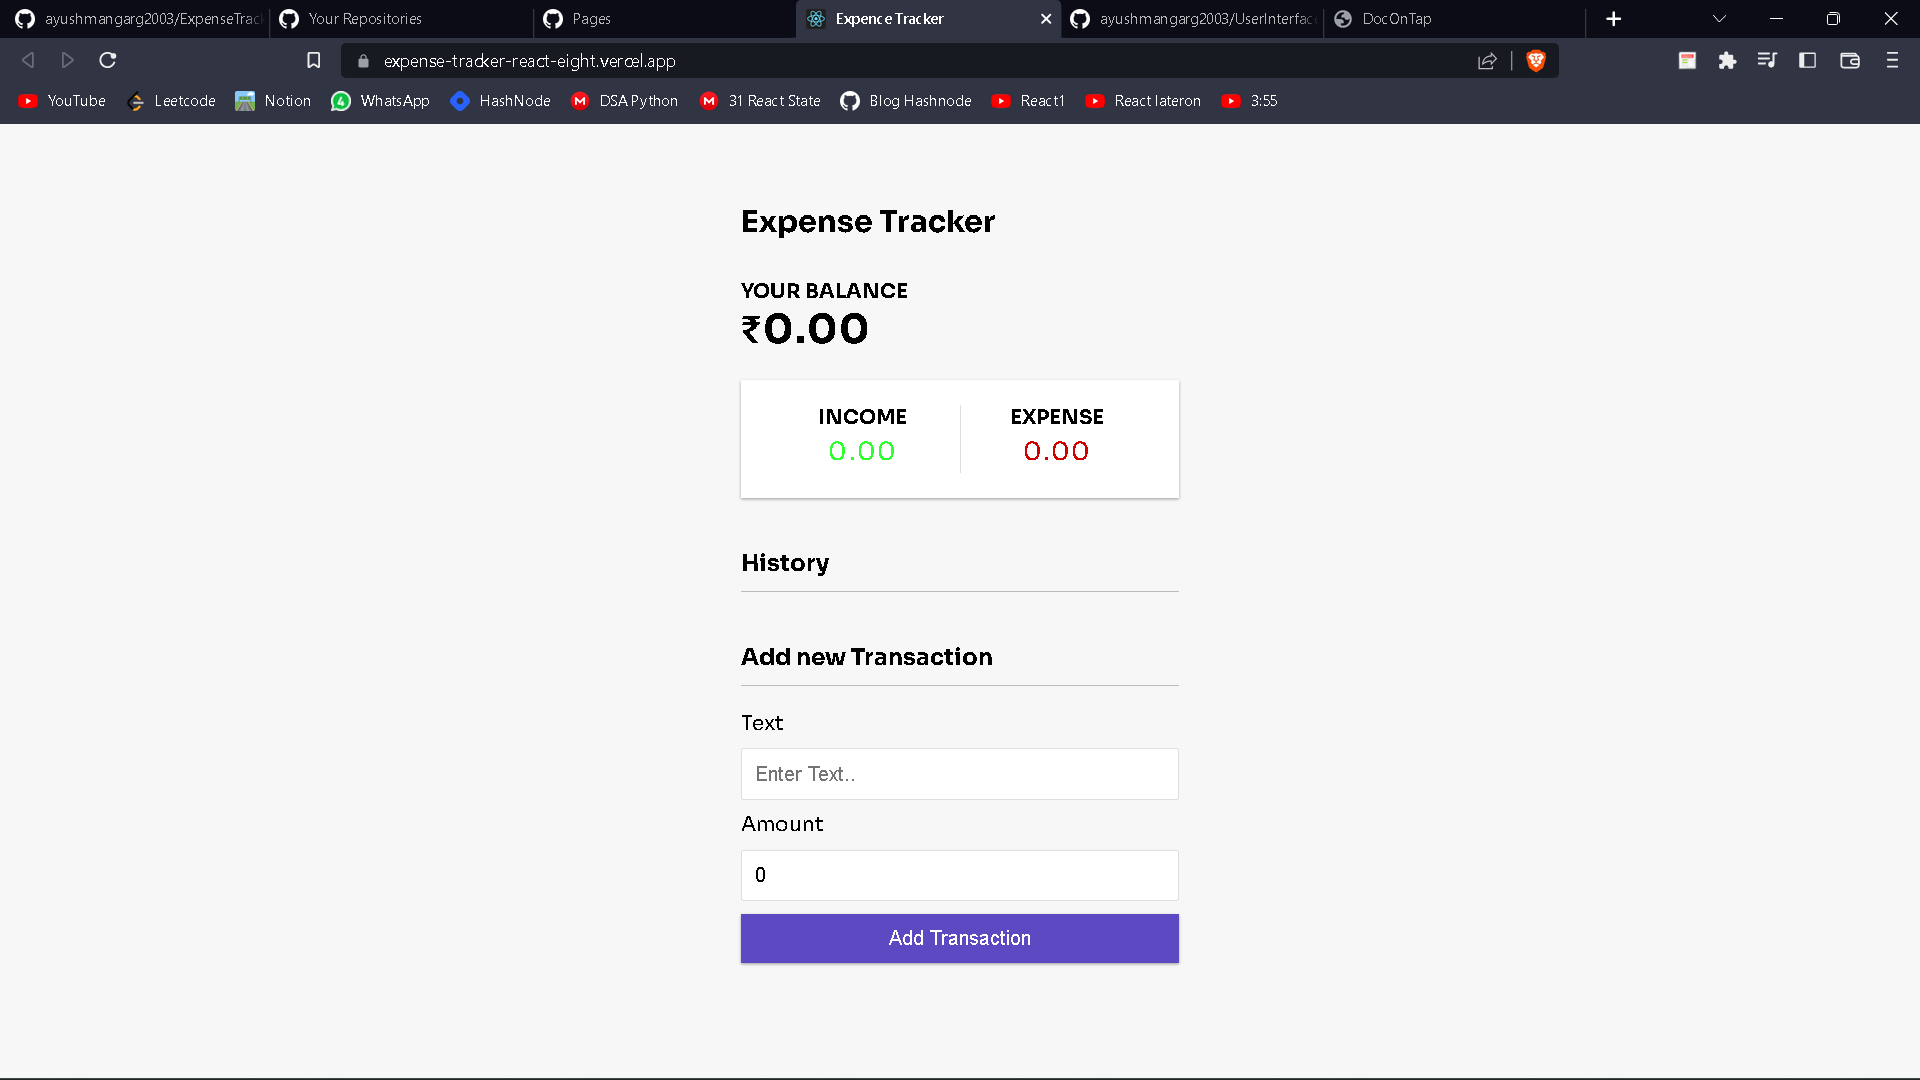 ayushmangarg2003/ExpenseTrack
Your Repositories
Pages
Expence Tracker
ayushmangarg2003/UserInterfac
DocOnTap
expense-tracker-react-eight.vercel.app
YouTube
Leetcode
Notion
4
WhatsApp
HashNode
M
DSA Python
M
31 React State
Blog Hashnode
React1
React lateron
3:55
Expense Tracker
YOUR BALANCE
₹0.00
INCOME
EXPENSE
0.00
0.00
History
Add new Transaction
Text
Enter Text..
Amount
0
Add Transaction